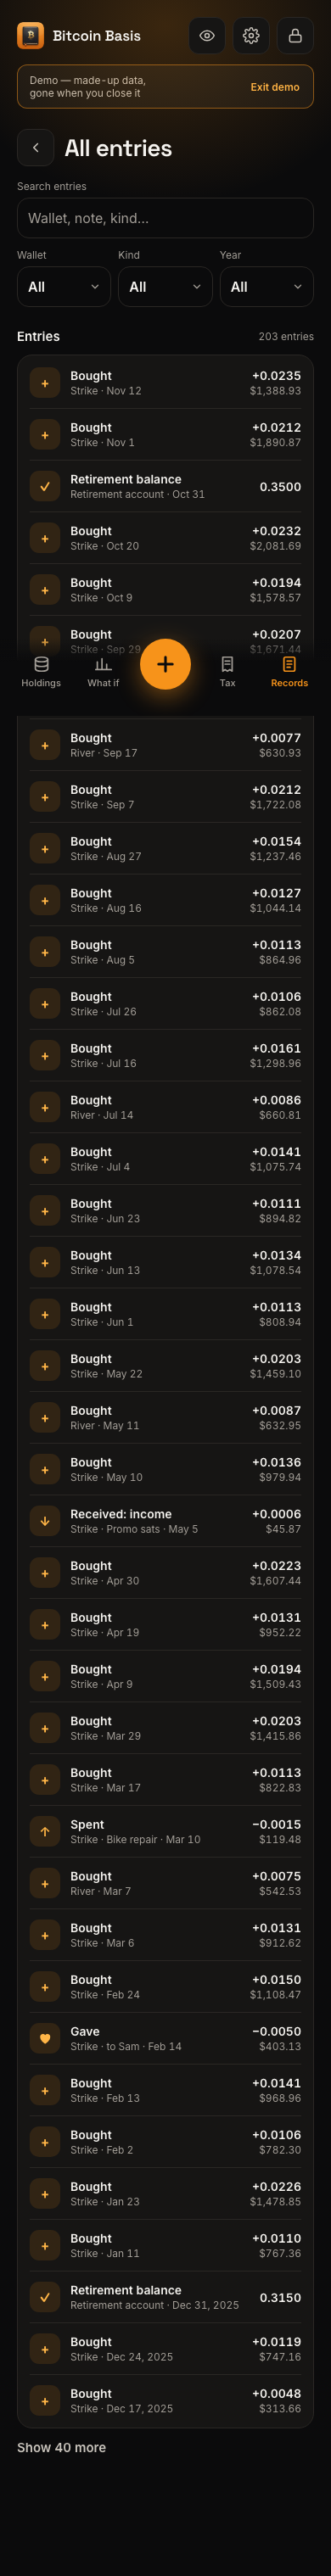 Bitcoin Basis
Demo — made-up data,
gone when you close it
Exit demo
All entries
Search entries
Wallet, note, kind...
Wallet Kind Year
All All All
Entries 203 entries
Bought +0.0235
Strike · Nov 12 $1,388.93
Bought +0.0212
Strike · Nov 1 $1,890.87
Retirement balance 0.3500
Retirement account · Oct 31
Bought +0.0232
Strike · Oct 20 $2,081.69
Bought +0.0194
Strike · Oct 9 $1,578.57
Bought +0.0207
Strike · Sep 29
Holdings What if + Tax Records
Bought +0.0077
River · Sep 17 $630.93
Bought +0.0212
Strike · Sep 7 $1,722.08
Bought +0.0154
Strike · Aug 27 $1,237.46
Bought +0.0127
Strike · Aug 16 $1,044.14
Bought +0.0113
Strike · Aug 5 $864.96
Bought +0.0106
Strike · Jul 26 $862.08
Bought +0.0161
Strike · Jul 16 $1,298.96
Bought +0.0086
River · Jul 14 $660.81
Bought +0.0141
Strike · Jul 4 $1,075.74
Bought +0.0111
Strike · Jun 23 $894.82
Bought +0.0134
Strike · Jun 13 $1,078.54
Bought +0.0113
Strike · Jun 1 $808.94
Bought +0.0203
Strike · May 22 $1,459.10
Bought +0.0087
River · May 11 $632.95
Bought +0.0136
Strike · May 10 $979.94
Received: income +0.0006
Strike · Promo sats · May 5 $45.87
Bought +0.0223
Strike · Apr 30 $1,607.44
Bought +0.0131
Strike · Apr 19 $952.22
Bought +0.0194
Strike · Apr 9 $1,509.43
Bought +0.0203
Strike · Mar 29 $1,415.86
Bought +0.0113
Strike · Mar 17 $822.83
Spent −0.0015
Strike · Bike repair · Mar 10 $119.48
Bought +0.0075
River · Mar 7 $542.53
Bought +0.0131
Strike · Mar 6 $912.62
Bought +0.0150
Strike · Feb 24 $1,108.47
Gave −0.0050
Strike · to Sam · Feb 14 $403.13
Bought +0.0141
Strike · Feb 13 $968.96
Bought +0.0106
Strike · Feb 2 $782.30
Bought +0.0226
Strike · Jan 23 $1,478.85
Bought +0.0110
Strike · Jan 11 $767.36
Retirement balance 0.3150
Retirement account · Dec 31, 2025
Bought +0.0119
Strike · Dec 24, 2025 $747.16
Bought +0.0048
Strike · Dec 17, 2025 $313.66
Show 40 more